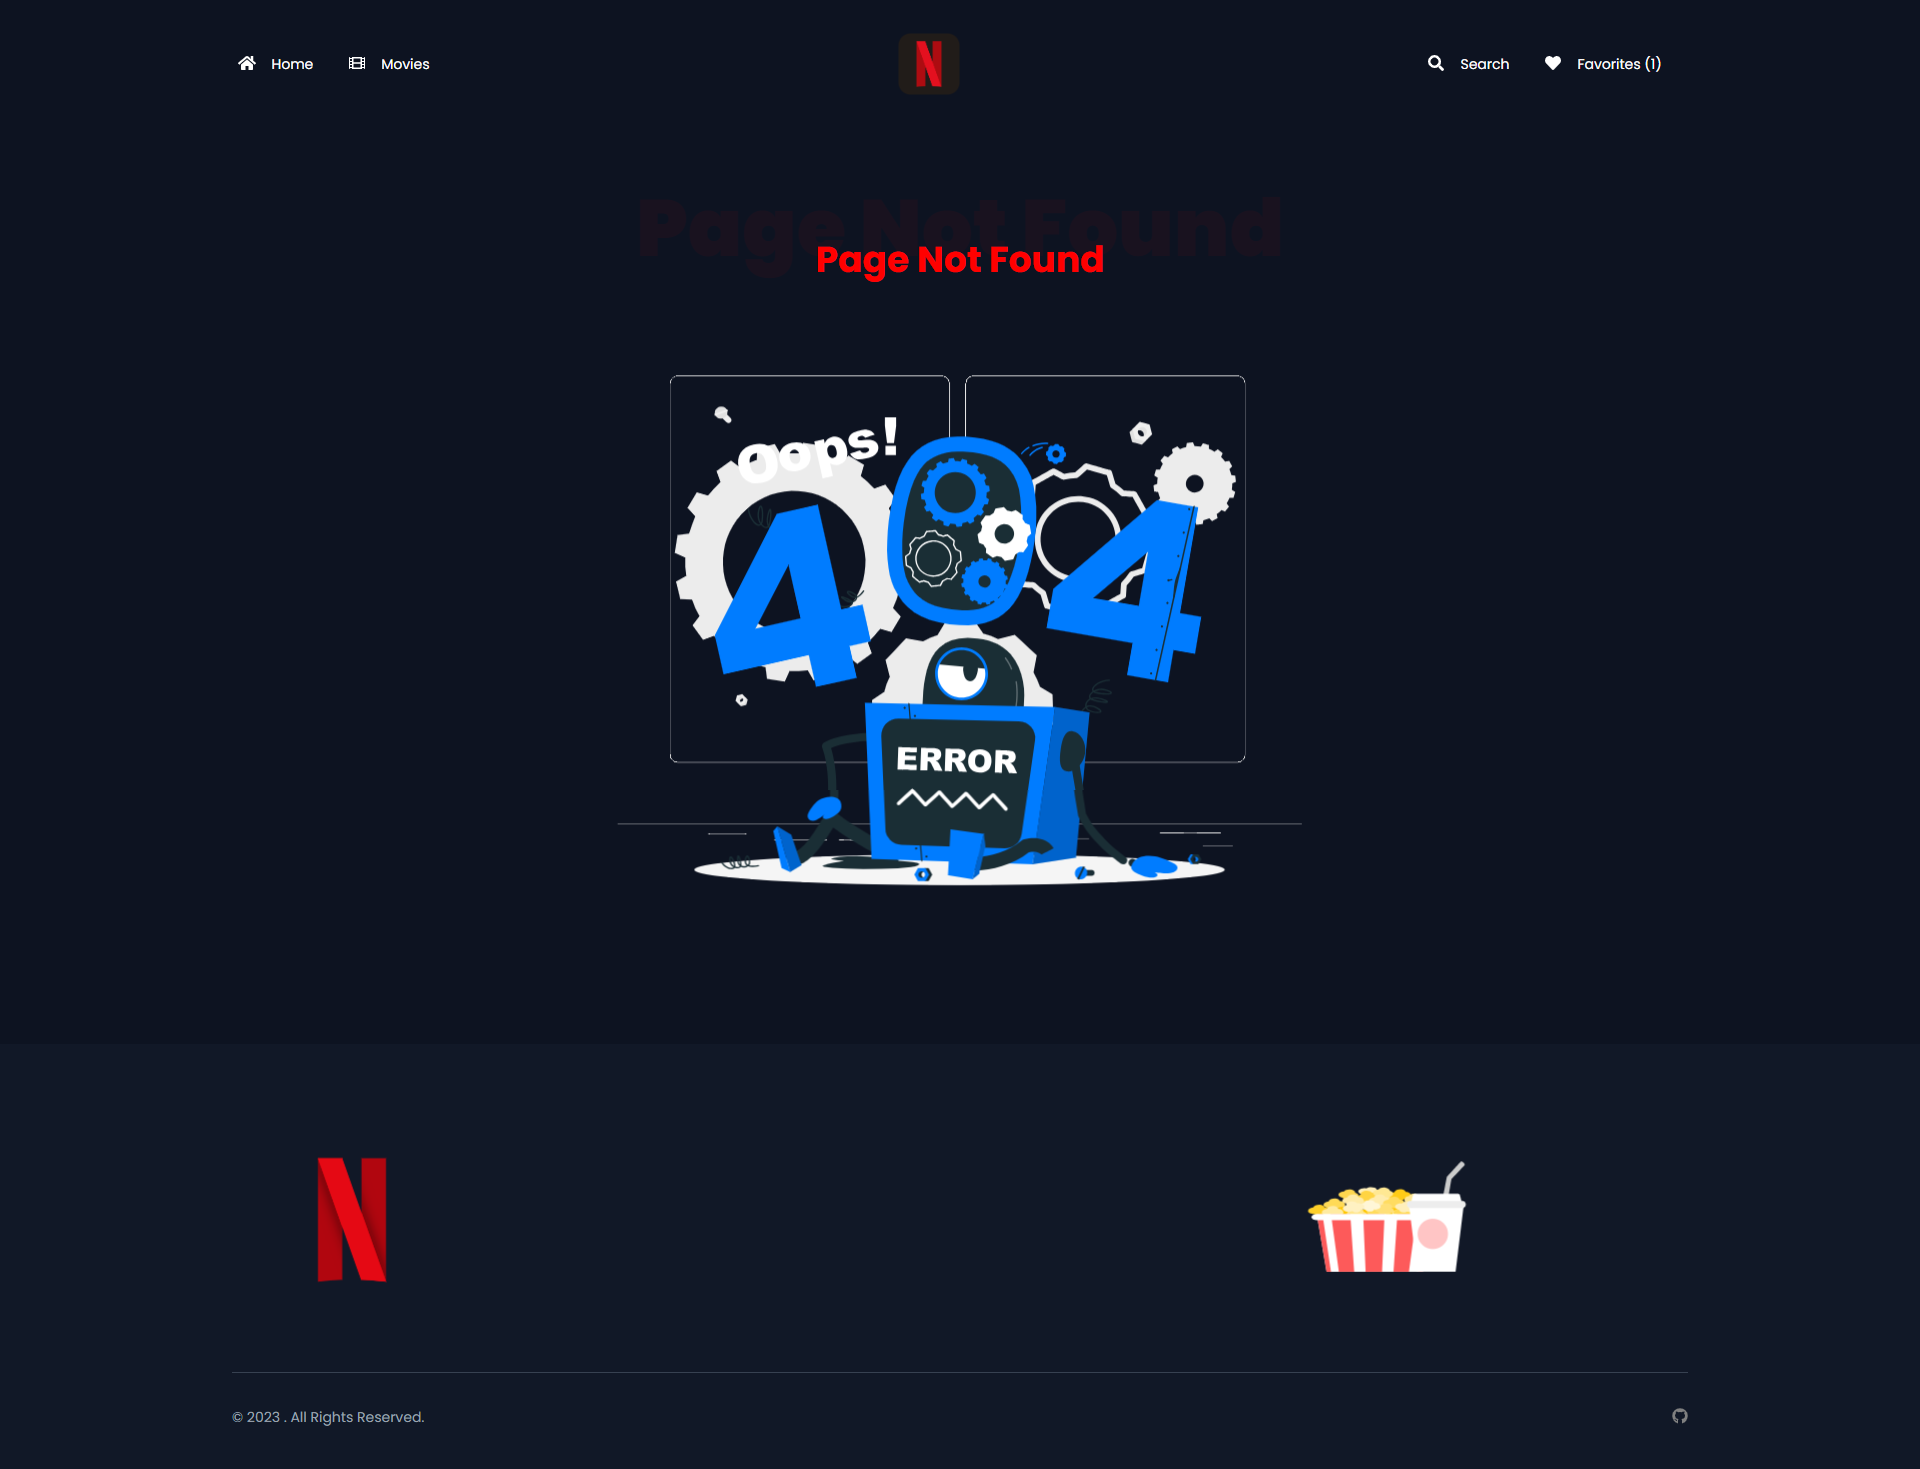 Home
Movies
N
Search
Favorites (1)
Page Not Found
Page Not Found
Oops!
404
ERROR
N
© 2023 . All Rights Reserved.